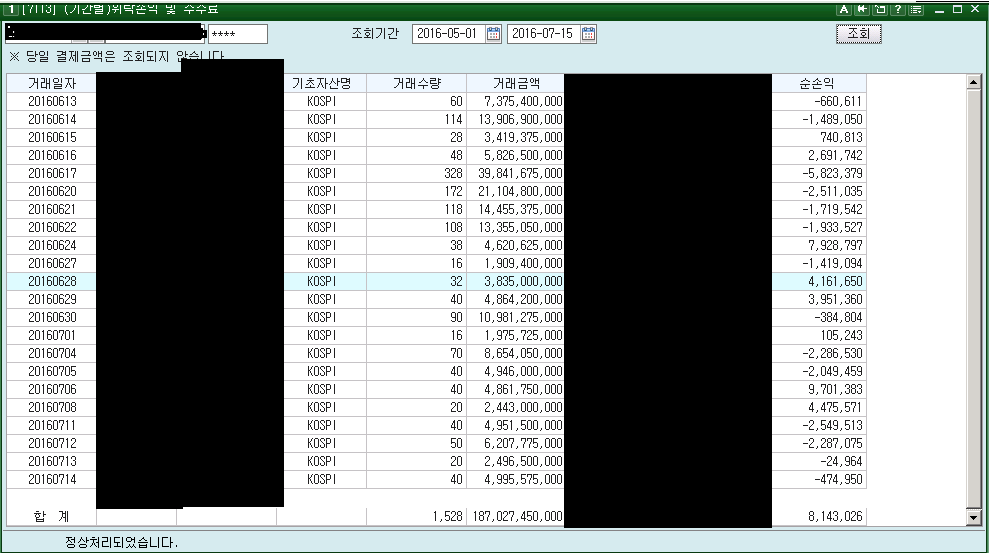 1 [7113] (기간별)위탁손익 및 수수료 A ?
**** 조회기간 2016-05-01 2016-07-15 조회
※ 당일 결제금액은 조회되지 않습니다
거래일자 기초자산명 거래수량 거래금액 순손익
20160613 KOSPI 60 7,375,400,000 -660,611
20160614 KOSPI 114 13,906,900,000 -1,489,050
20160615 KOSPI 28 3,419,375,000 740,813
20160616 KOSPI 48 5,826,500,000 2,691,742
20160617 KOSPI 328 39,841,675,000 -5,823,379
20160620 KOSPI 172 21,104,800,000 -2,511,035
20160621 KOSPI 118 14,455,375,000 -1,719,542
20160622 KOSPI 108 13,355,050,000 -1,933,527
20160624 KOSPI 38 4,620,625,000 7,928,797
20160627 KOSPI 16 1,909,400,000 -1,419,094
20160628 KOSPI 32 3,835,000,000 4,161,650
20160629 KOSPI 40 4,864,200,000 3,951,360
20160630 KOSPI 90 10,981,275,000 -384,804
20160701 KOSPI 16 1,975,725,000 105,243
20160704 KOSPI 70 8,654,050,000 -2,286,530
20160705 KOSPI 40 4,946,000,000 -2,049,459
20160706 KOSPI 40 4,861,750,000 9,701,383
20160708 KOSPI 20 2,443,000,000 4,475,571
20160711 KOSPI 40 4,951,500,000 -2,549,513
20160712 KOSPI 50 6,207,775,000 -2,287,075
20160713 KOSPI 20 2,496,500,000 -24,964
20160714 KOSPI 40 4,995,575,000 -474,950
합 계 1,528 187,027,450,000 8,143,026
정상처리되었습니다.